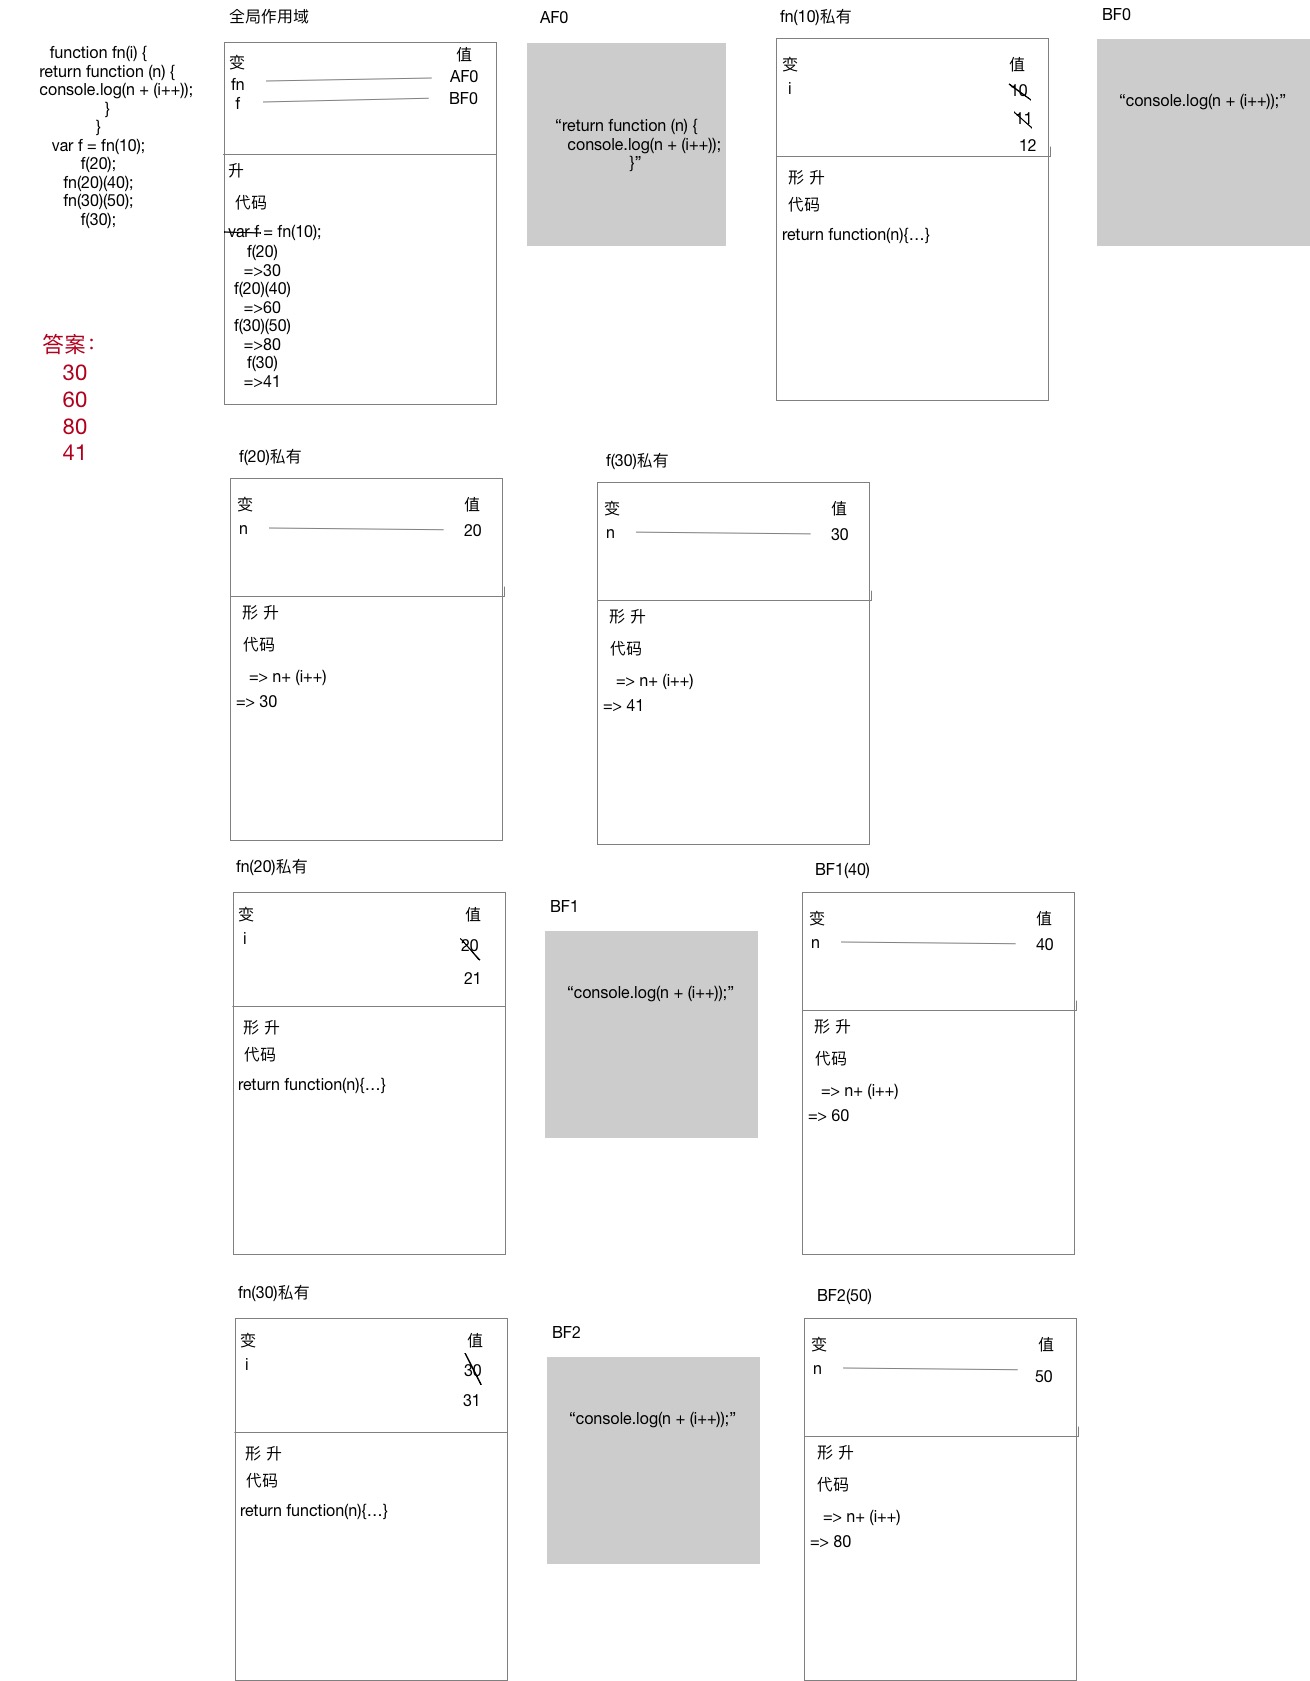 function fn(i) {
return function (n) {
console.log(n + (i++));
}
}
var f = fn(10);
f(20);
fn(20)(40);
fn(30)(50);
f(30);
答案：
30
60
80
41
全局作用域
变
值
fn
AF0
f
BF0
升
代码
var f = fn(10);
f(20)
=>30
f(20)(40)
=>60
f(30)(50)
=>80
f(30)
=>41
AF0
“return function (n) {
console.log(n + (i++));
}”
fn(10)私有
变
值
i
10
11
12
形 升
代码
return function(n){…}
BF0
“console.log(n + (i++));”
f(20)私有
变
值
n
20
形 升
代码
=> n+ (i++)
=> 30
f(30)私有
变
值
n
30
形 升
代码
=> n+ (i++)
=> 41
fn(20)私有
变
值
i
20
21
形 升
代码
return function(n){…}
BF1
“console.log(n + (i++));”
BF1(40)
变
值
n
40
形 升
代码
=> n+ (i++)
=> 60
fn(30)私有
变
值
i
30
31
形 升
代码
return function(n){…}
BF2
“console.log(n + (i++));”
BF2(50)
变
值
n
50
形 升
代码
=> n+ (i++)
=> 80